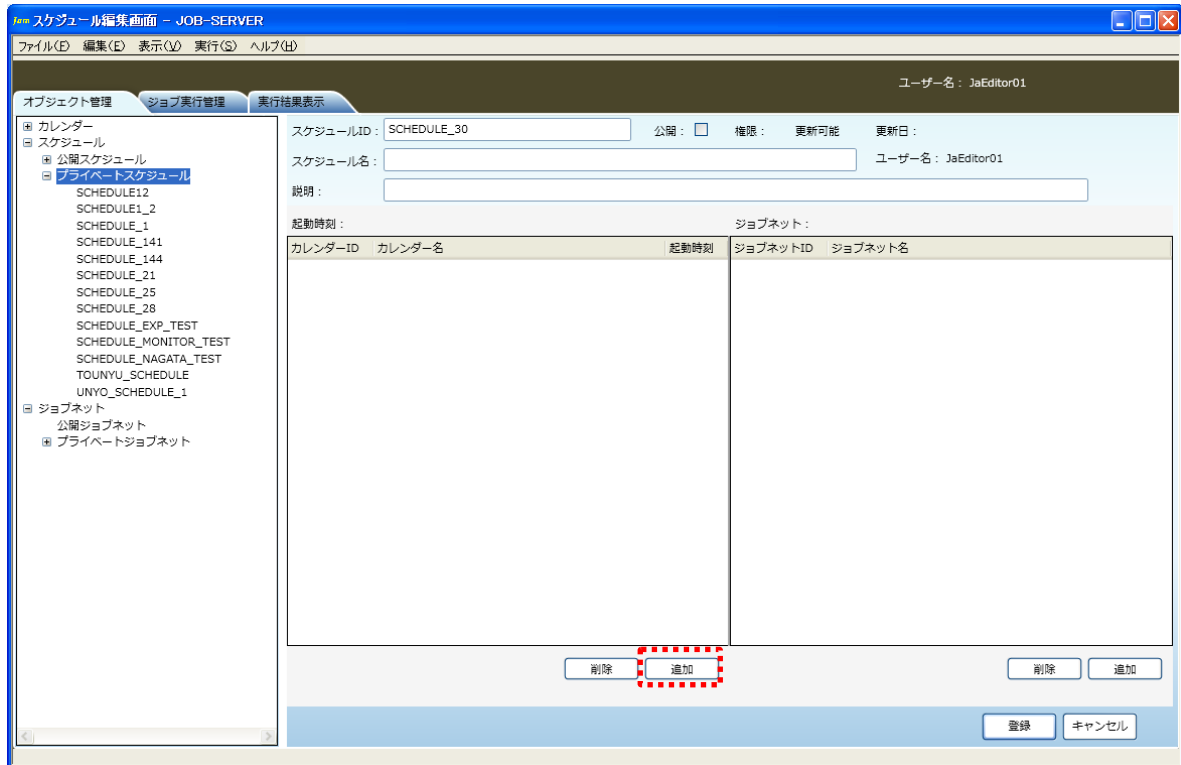 Jam スケジュール編集画面 - JOB-SERVER
ファイル(F) 編集(E) 表示(V) 実行(S) ヘルプ(H)
ユーザー名 : JaEditor01
オブジェクト管理 ジョブ実行管理 実行結果表示
カレンダー
スケジュール
公開スケジュール
プライベートスケジュール
SCHEDULE12
SCHEDULE1_2
SCHEDULE_1
SCHEDULE_141
SCHEDULE_144
SCHEDULE_21
SCHEDULE_25
SCHEDULE_28
SCHEDULE_EXP_TEST
SCHEDULE_MONITOR_TEST
SCHEDULE_NAGATA_TEST
TOUNYU_SCHEDULE
UNYO_SCHEDULE_1
ジョブネット
公開ジョブネット
プライベートジョブネット
スケジュールID : SCHEDULE_30 公開 : 権限 : 更新可能 更新日 :
スケジュール名 : ユーザー名 : JaEditor01
説明 :
起動時刻 : ジョブネット :
カレンダーID カレンダー名 起動時刻 ジョブネットID ジョブネット名
削除 追加 削除 追加
登録 キャンセル